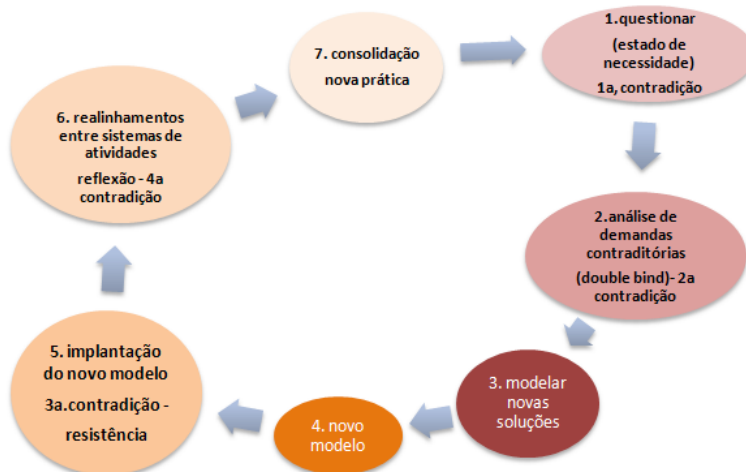 1.questionar
(estado de
necessidade)
1a, contradição
2.análise de
demandas
contraditórias
(double bind)- 2a
contradição
3. modelar
novas
soluções
4. novo
modelo
5. implantação
do novo modelo
3a.contradição -
resistência
6. realinhamentos
entre sistemas de
atividades
reflexão - 4a
contradição
7. consolidação
nova prática